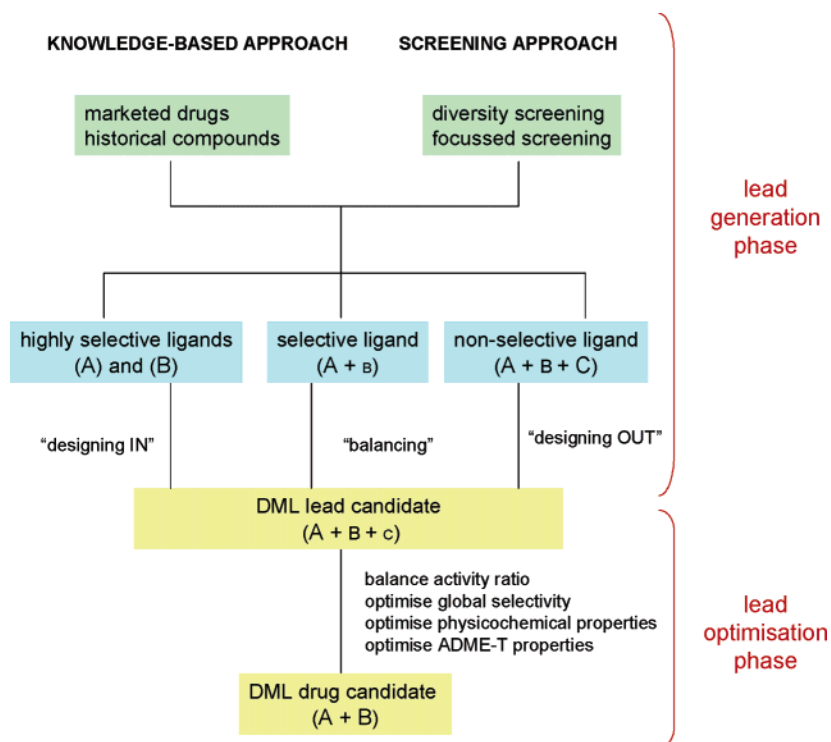 KNOWLEDGE-BASED APPROACH
SCREENING APPROACH
marketed drugs
historical compounds
diversity screening
focussed screening
lead
generation
phase
highly selective ligands
(A) and (B)
selective ligand
(A + B)
non-selective ligand
(A + B + C)
“designing IN”
“balancing”
“designing OUT”
DML lead candidate
(A + B + c)
balance activity ratio
optimise global selectivity
optimise physicochemical properties
optimise ADME-T properties
lead
optimisation
phase
DML drug candidate
(A + B)